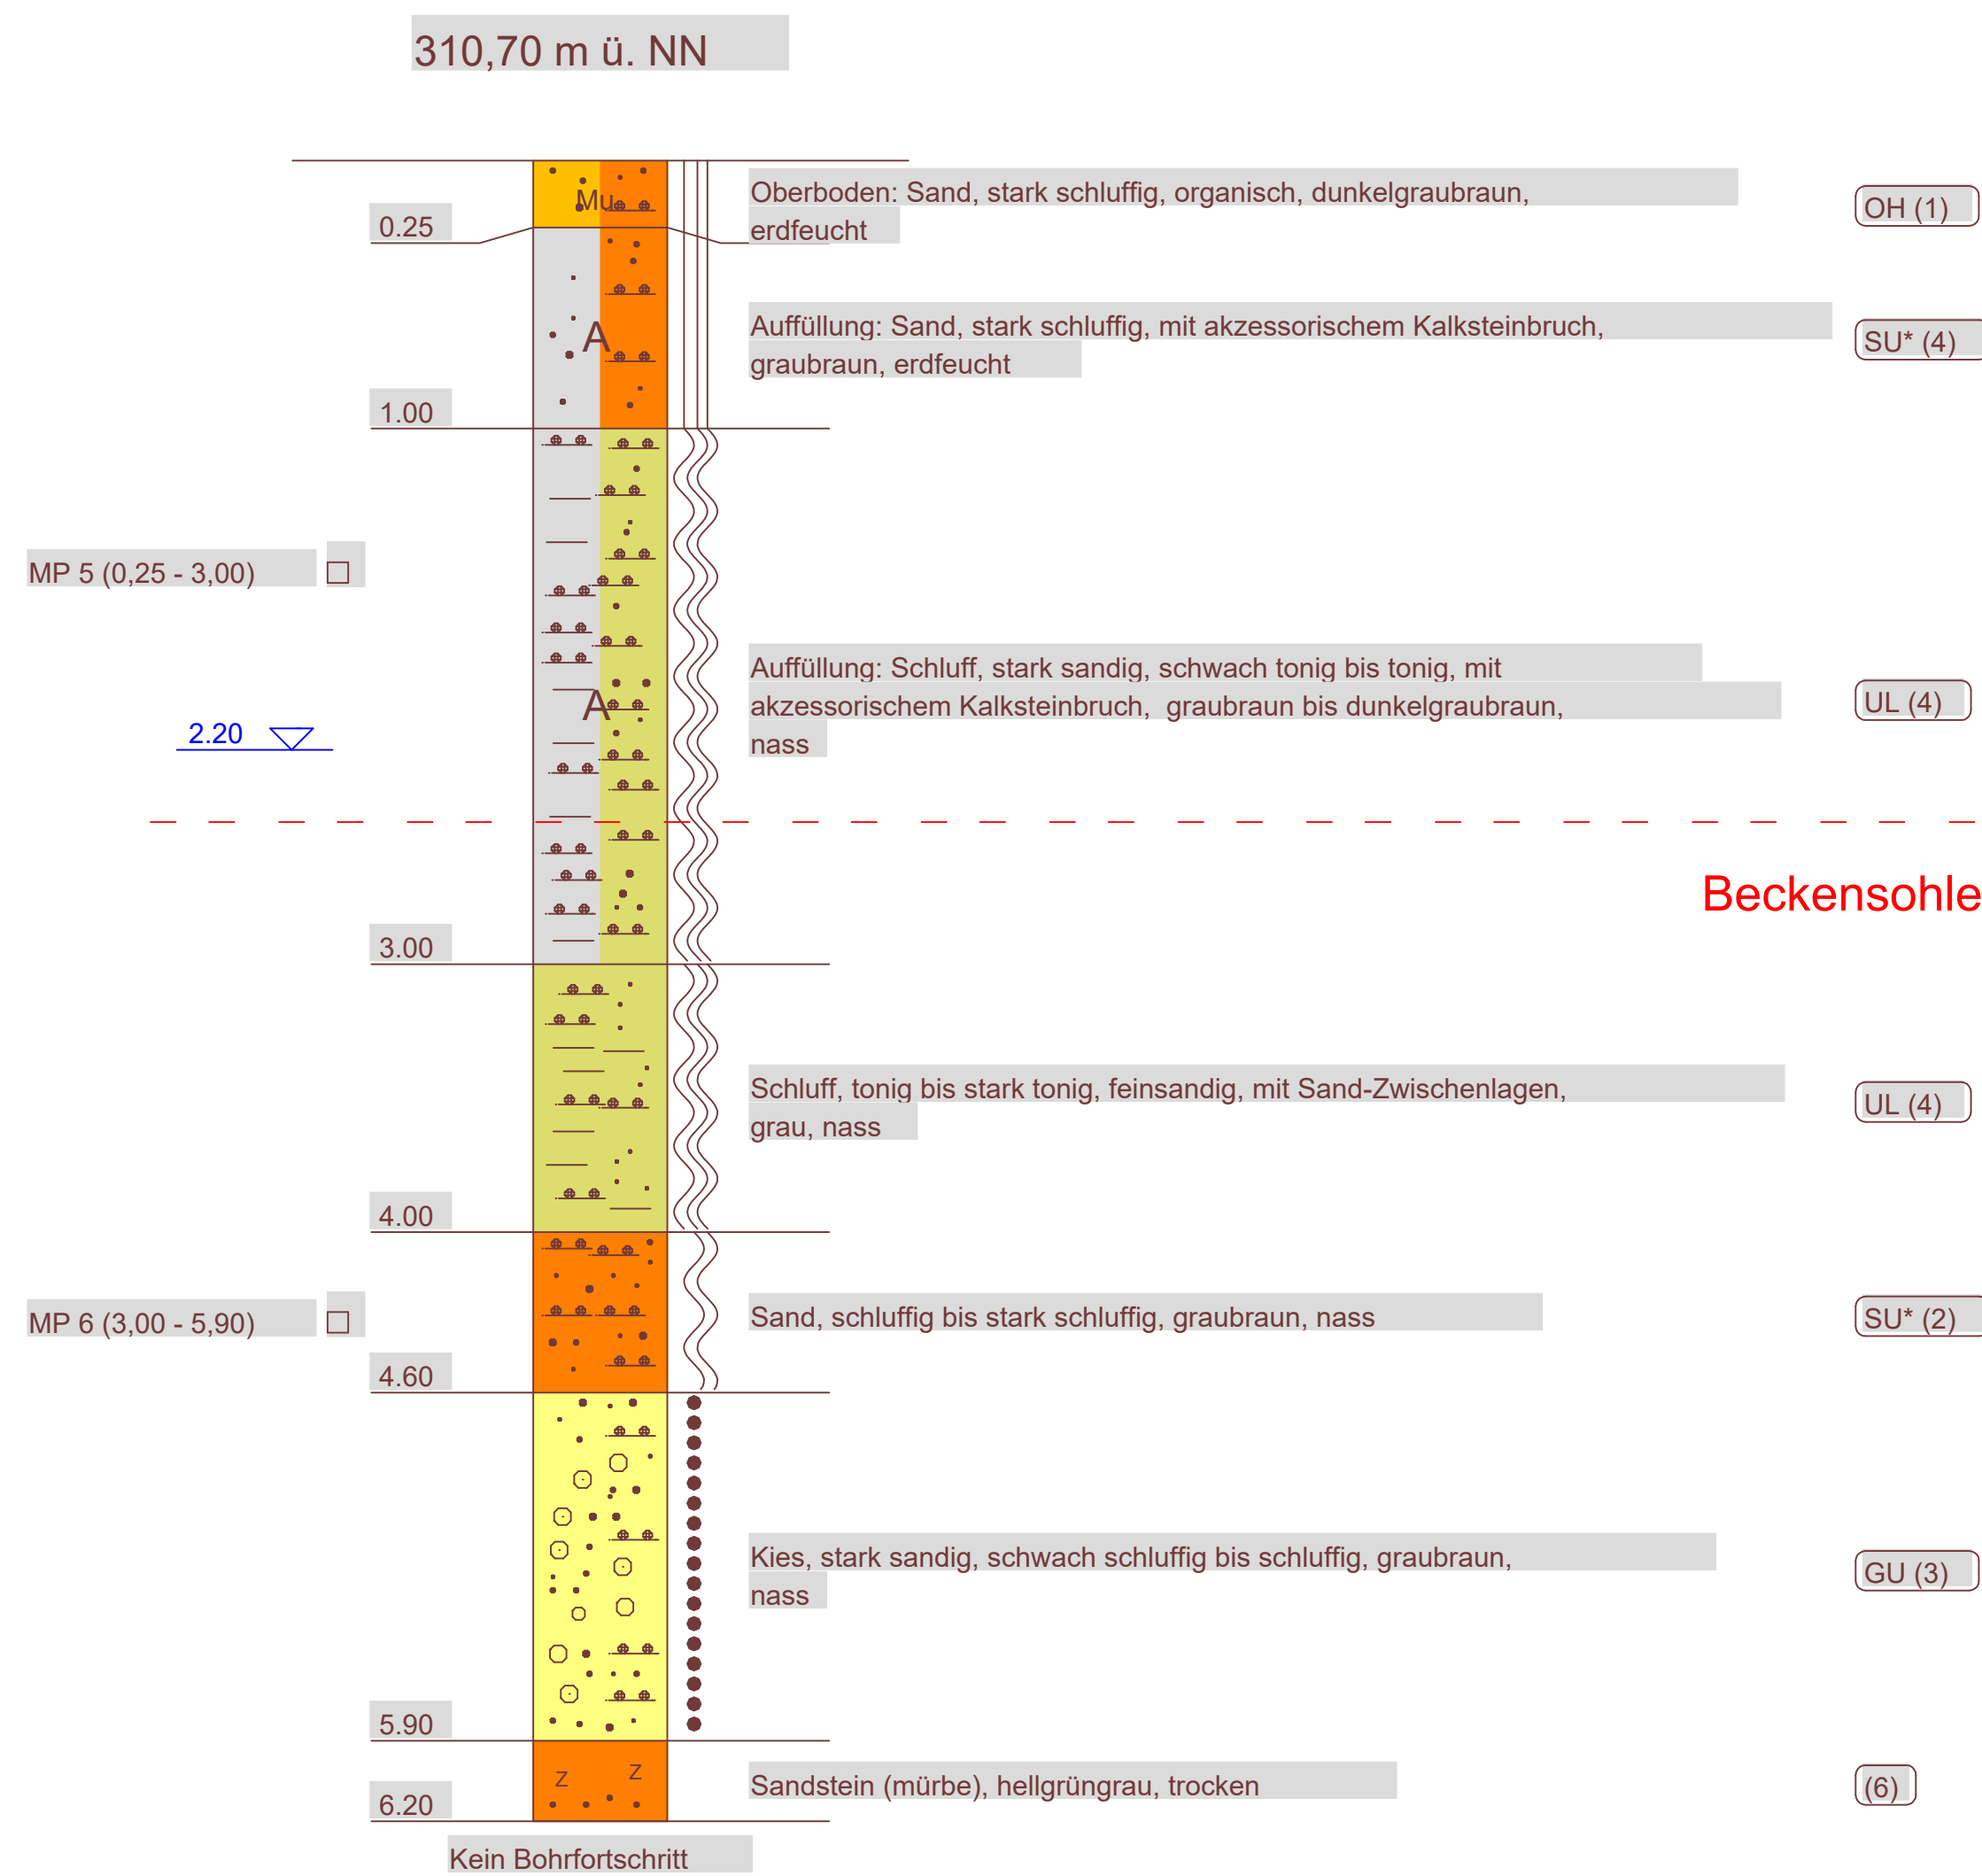 310,70 m ü. NN
Mu
Oberboden: Sand, stark schluffig, organisch, dunkelgraubraun,
erdfeucht
OH (1)
0.25
A
Auffüllung: Sand, stark schluffig, mit akzessorischem Kalksteinbruch,
graubraun, erdfeucht
SU* (4)
1.00
MP 5 (0,25 - 3,00)
A
Auffüllung: Schluff, stark sandig, schwach tonig bis tonig, mit
akzessorischem Kalksteinbruch, graubraun bis dunkelgraubraun,
nass
UL (4)
2.20
Beckensohle
3.00
Schluff, tonig bis stark tonig, feinsandig, mit Sand-Zwischenlagen,
grau, nass
UL (4)
4.00
MP 6 (3,00 - 5,90)
Sand, schluffig bis stark schluffig, graubraun, nass
SU* (2)
4.60
Kies, stark sandig, schwach schluffig bis schluffig, graubraun,
nass
GU (3)
5.90
Z Z
Sandstein (mürbe), hellgrüngrau, trocken
(6)
6.20
Kein Bohrfortschritt